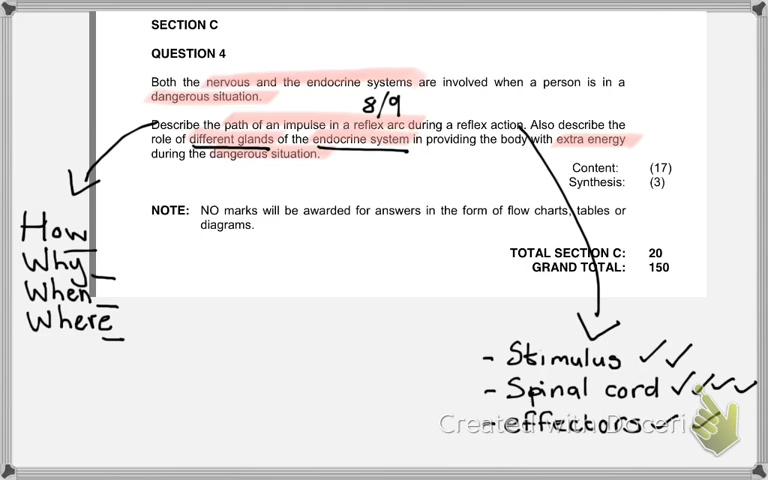 SECTION C
QUESTION 4
Both the nervous and the endocrine systems are involved when a person is in a
dangerous situation.
8/9
Describe the path of an impulse in a reflex arc during a reflex action. Also describe the
role of different glands of the endocrine system in providing the body with extra energy
during the dangerous situation.
Content: (17)
Synthesis: (3)
NOTE: NO marks will be awarded for answers in the form of flow charts, tables or
diagrams.
TOTAL SECTION C: 20
GRAND TOTAL: 150
How
Why
When
Where
- Stimulus ✓✓
- Spinal cord ✓✓✓✓
- effectors ✓ ✓
Created with Doceri